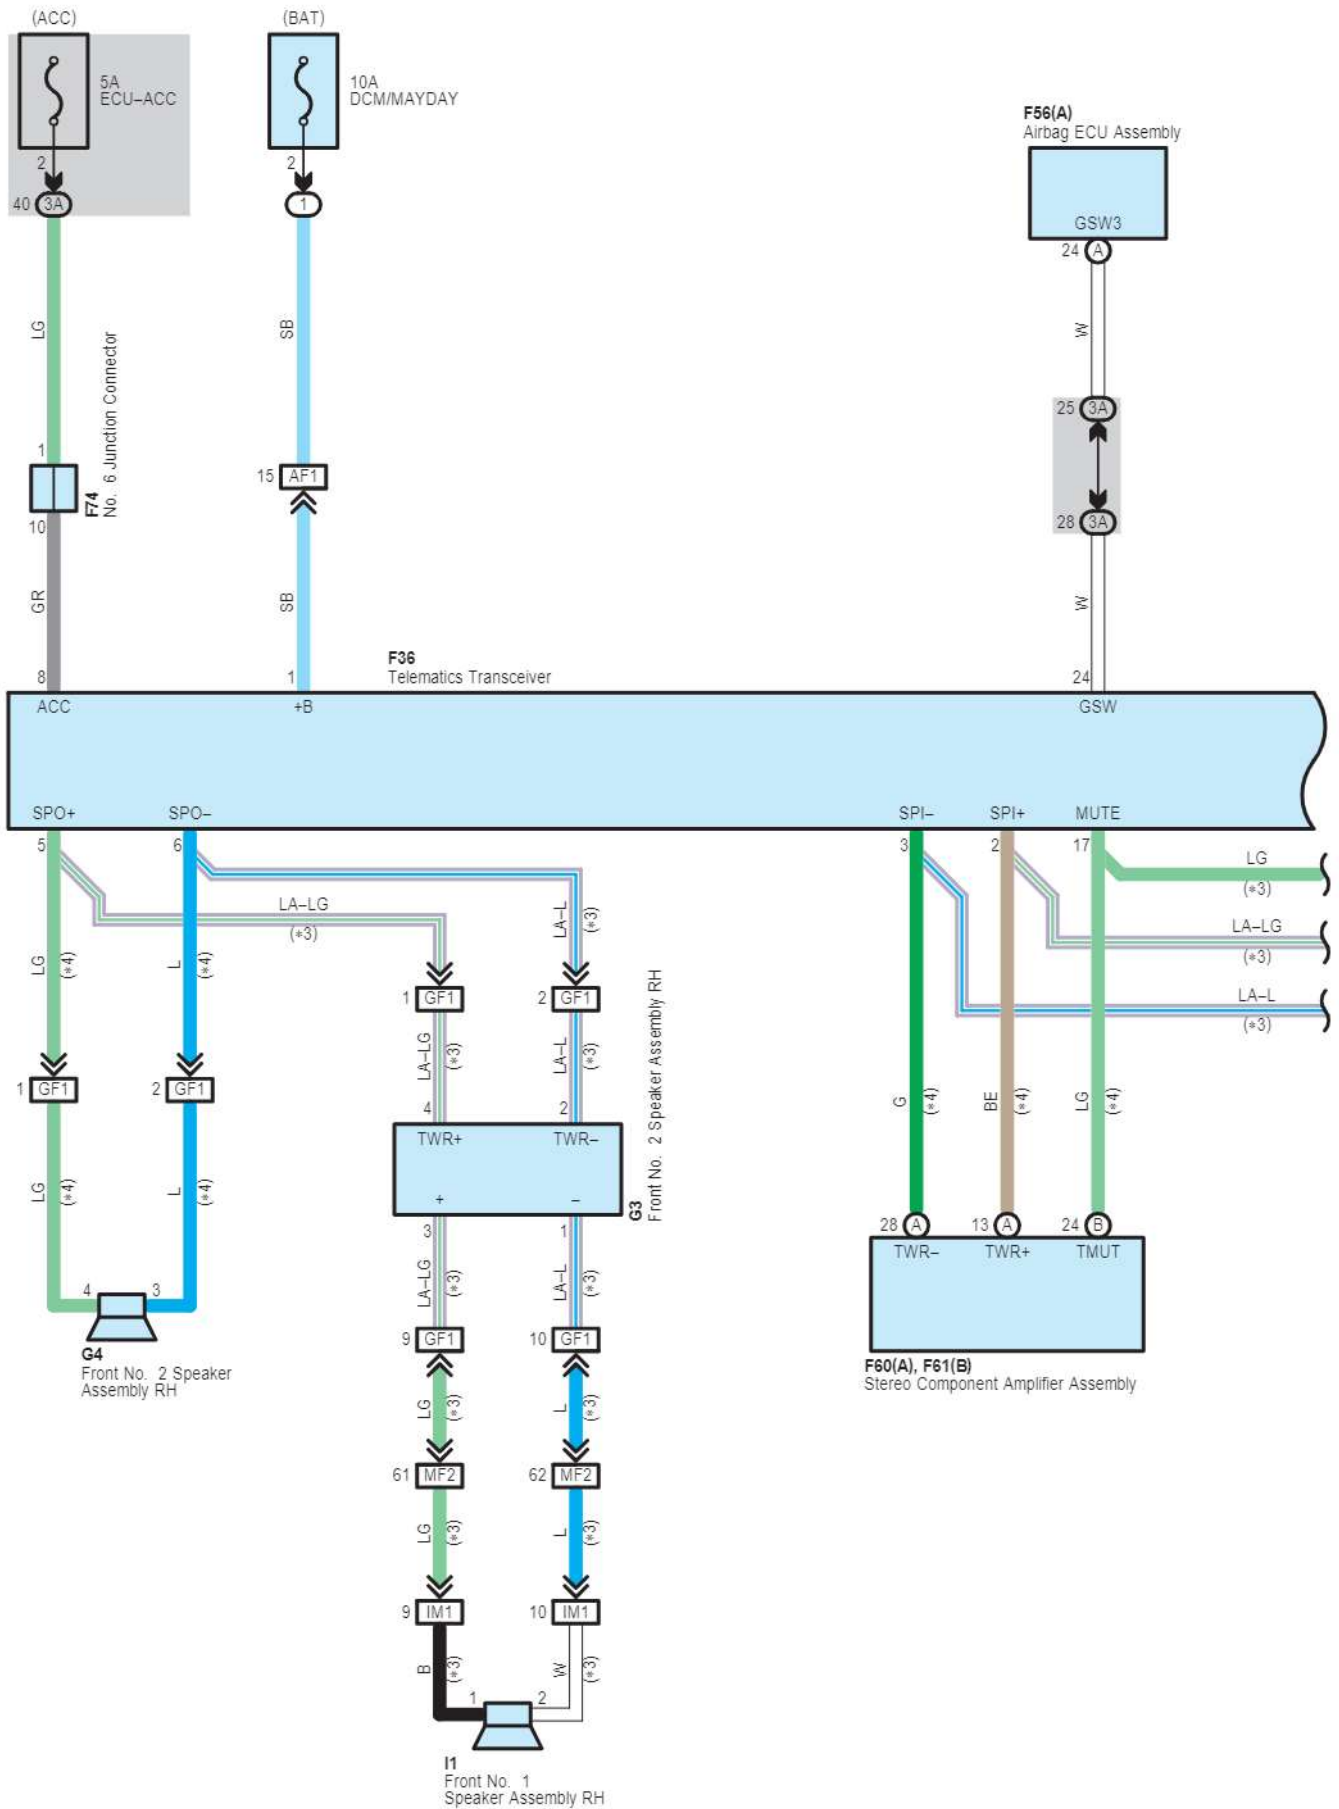 (ACC)
(BAT)
5A
ECU–ACC
10A
DCM/MAYDAY
2
2
40 3A
1
F56(A)
Airbag ECU Assembly
GSW3
24 A
LG
SB
W
F74
No. 6 Junction Connector
1
10
15 AF1
25 3A
28 3A
GR
SB
W
8
1
24
F36
Telematics Transceiver
ACC
+B
GSW
SPO+
SPO–
SPI–
SPI+
MUTE
5
6
3
2
17
LG
(*3)
LA–LG
(*3)
LA–L
(*3)
LA–LG
(*3)
LA–L
(*3)
LG
(*4)
L
(*4)
1 GF1
2 GF1
LA–LG
(*3)
LA–L
(*3)
1 GF1
2 GF1
G
(*4)
BE
(*4)
LG
(*4)
4
2
TWR+
TWR–
+
–
G3
Front No. 2 Speaker Assembly RH
LG
(*4)
L
(*4)
3
1
28 A
13 A
24 B
TWR–
TWR+
TMUT
LA–LG
(*3)
LA–L
(*3)
4
3
G4
Front No. 2 Speaker
Assembly RH
9 GF1
10 GF1
F60(A), F61(B)
Stereo Component Amplifier Assembly
LG
(*3)
L
(*3)
61 MF2
62 MF2
LG
(*3)
L
(*3)
9 IM1
10 IM1
B
(*3)
W
(*3)
1
2
I1
Front No. 1
Speaker Assembly RH